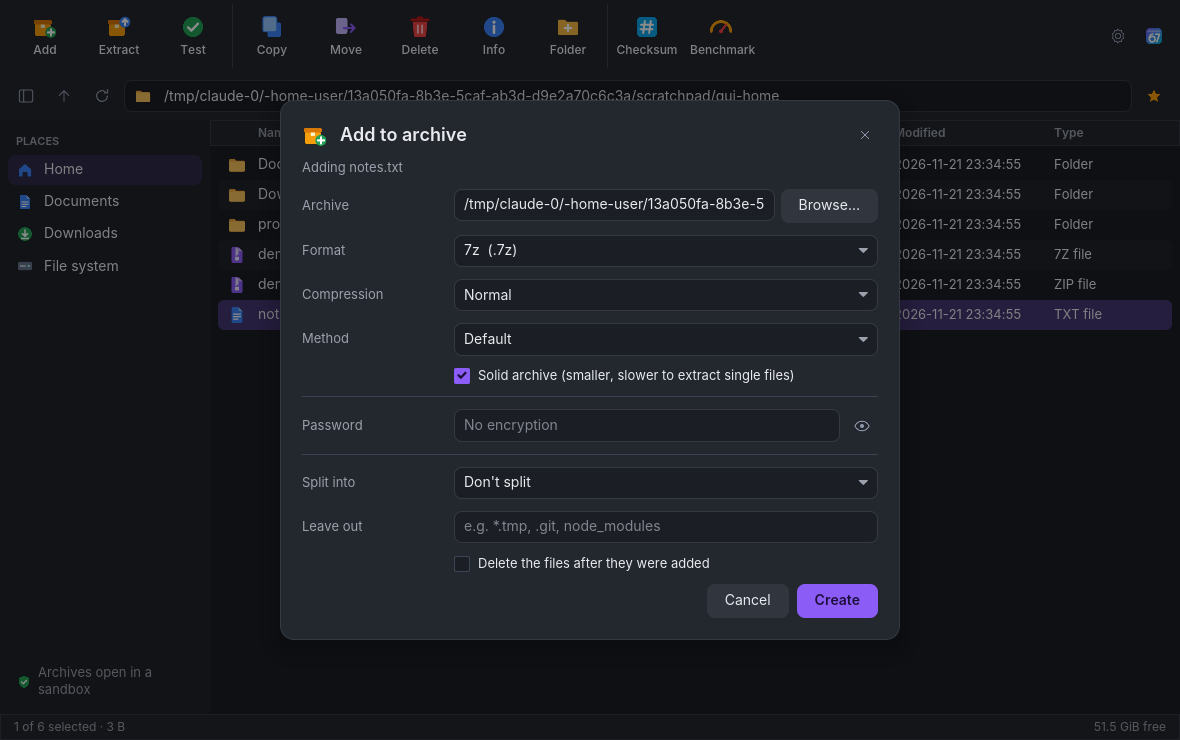 Add
Extract
Test
Copy
Move
Delete
Info
Folder
Checksum
Benchmark
67
/tmp/claude-0/-home-user/13a050fa-8b3e-5caf-ab3d-d9e2a70c6c3a/scratchpad/gui-home
PLACES
Home
Documents
Downloads
File system
Modified
Type
2026-11-21 23:34:55
Folder
2026-11-21 23:34:55
Folder
2026-11-21 23:34:55
Folder
2026-11-21 23:34:55
7Z file
2026-11-21 23:34:55
ZIP file
2026-11-21 23:34:55
TXT file
Add to archive
Adding notes.txt
Archive
/tmp/claude-0/-home-user/13a050fa-8b3e-5
Browse...
Format
7z (.7z)
Compression
Normal
Method
Default
Solid archive (smaller, slower to extract single files)
Password
No encryption
Split into
Don't split
Leave out
e.g. *.tmp, .git, node_modules
Delete the files after they were added
Cancel
Create
Archives open in a
sandbox
1 of 6 selected · 3 B
51.5 GiB free